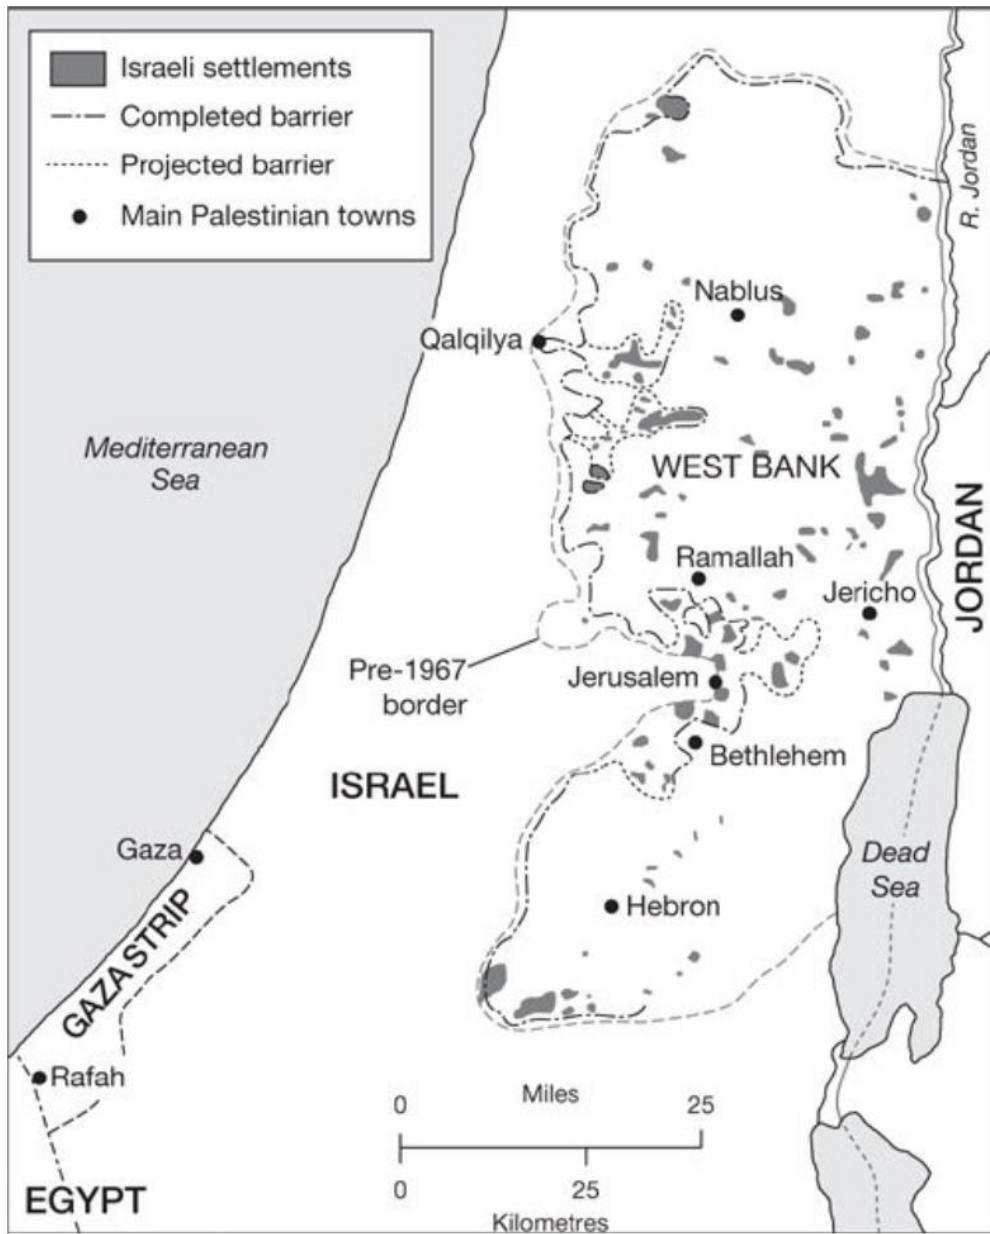 Israeli settlements
Completed barrier
Projected barrier
Main Palestinian towns
R. Jordan
Nablus
Qalqilya
Mediterranean
Sea
WEST BANK
JORDAN
Ramallah
Jericho
Pre-1967
border
Jerusalem
Bethlehem
ISRAEL
Gaza
Dead
Sea
Hebron
GAZA STRIP
Rafah
Miles
0
25
0
25
Kilometres
EGYPT